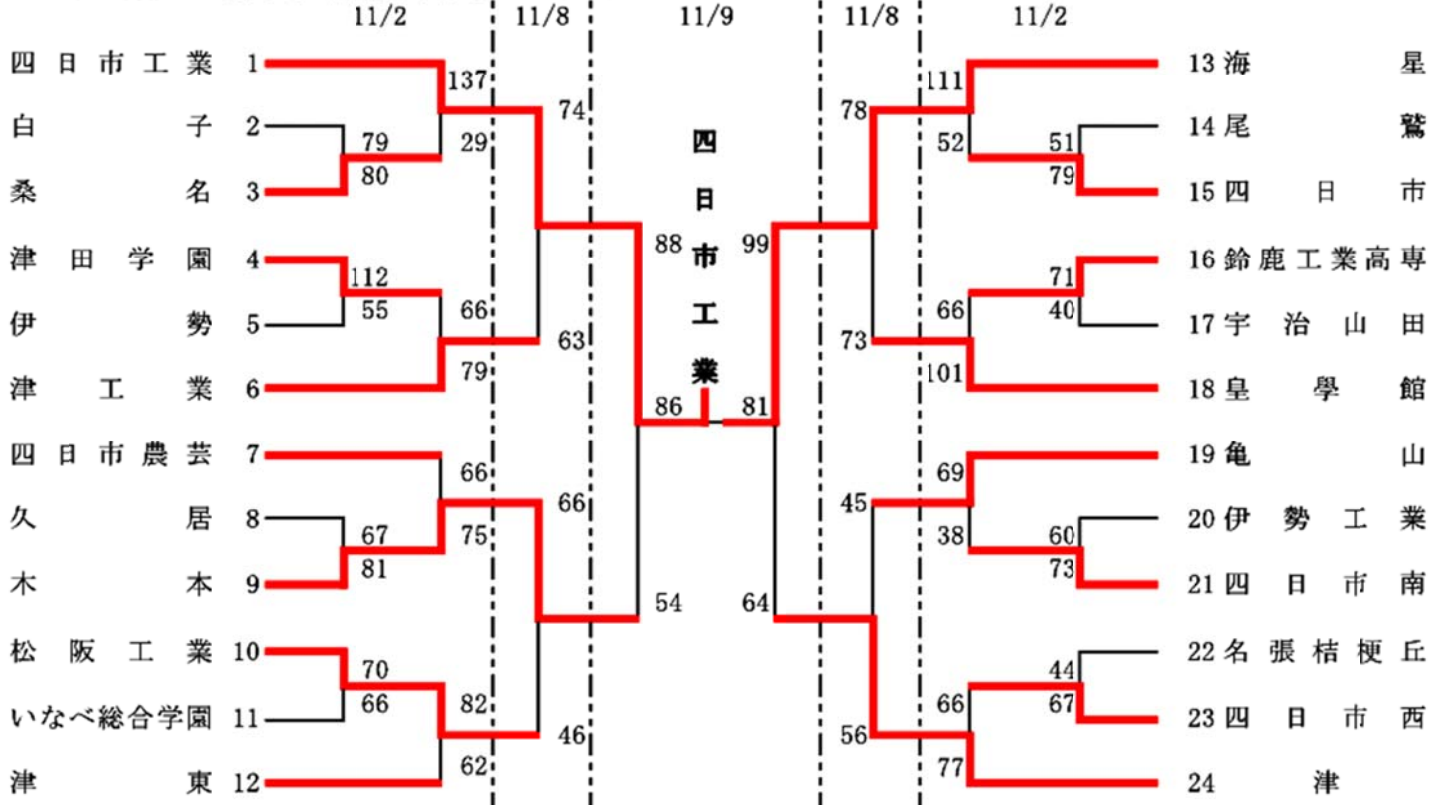 11/2 11/8 11/9 11/8 11/2
四日市工業 1
白子 2
桑名 3
津田学園 4
伊勢 5
津工業 6
四日市農芸 7
久居 8
木本 9
松阪工業 10
いなべ総合学園 11
津東 12
137
29
79
80
112
55
66
79
66
75
67
81
70
66
82
62
74
63
66
46
88
54
86
四日市工業
81
99
64
78
73
45
56
111
52
51
79
71
40
66
101
69
38
60
73
44
67
66
77
13 海星
14 尾鷲
15 四日市
16 鈴鹿工業高専
17 宇治山田
18 皇學館
19 亀山
20 伊勢工業
21 四日市南
22 名張桔梗丘
23 四日市西
24 津